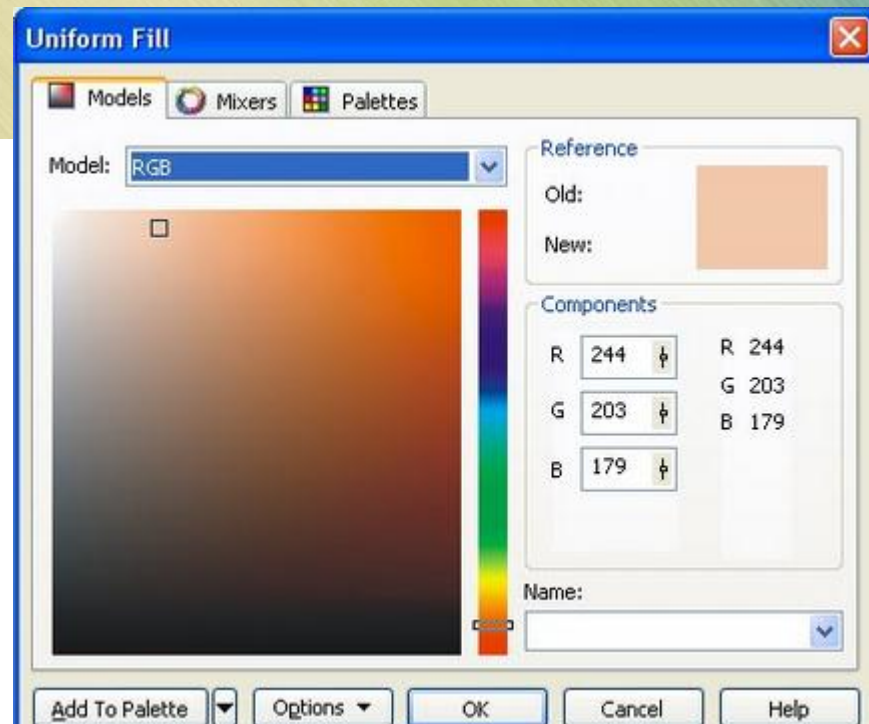 Uniform Fill
Models Mixers Palettes
Model: RGB
Reference
Old:
New:
Components
R 244 R 244
G 203 G 203
B 179 B 179
Name:
Add To Palette Options OK Cancel Help